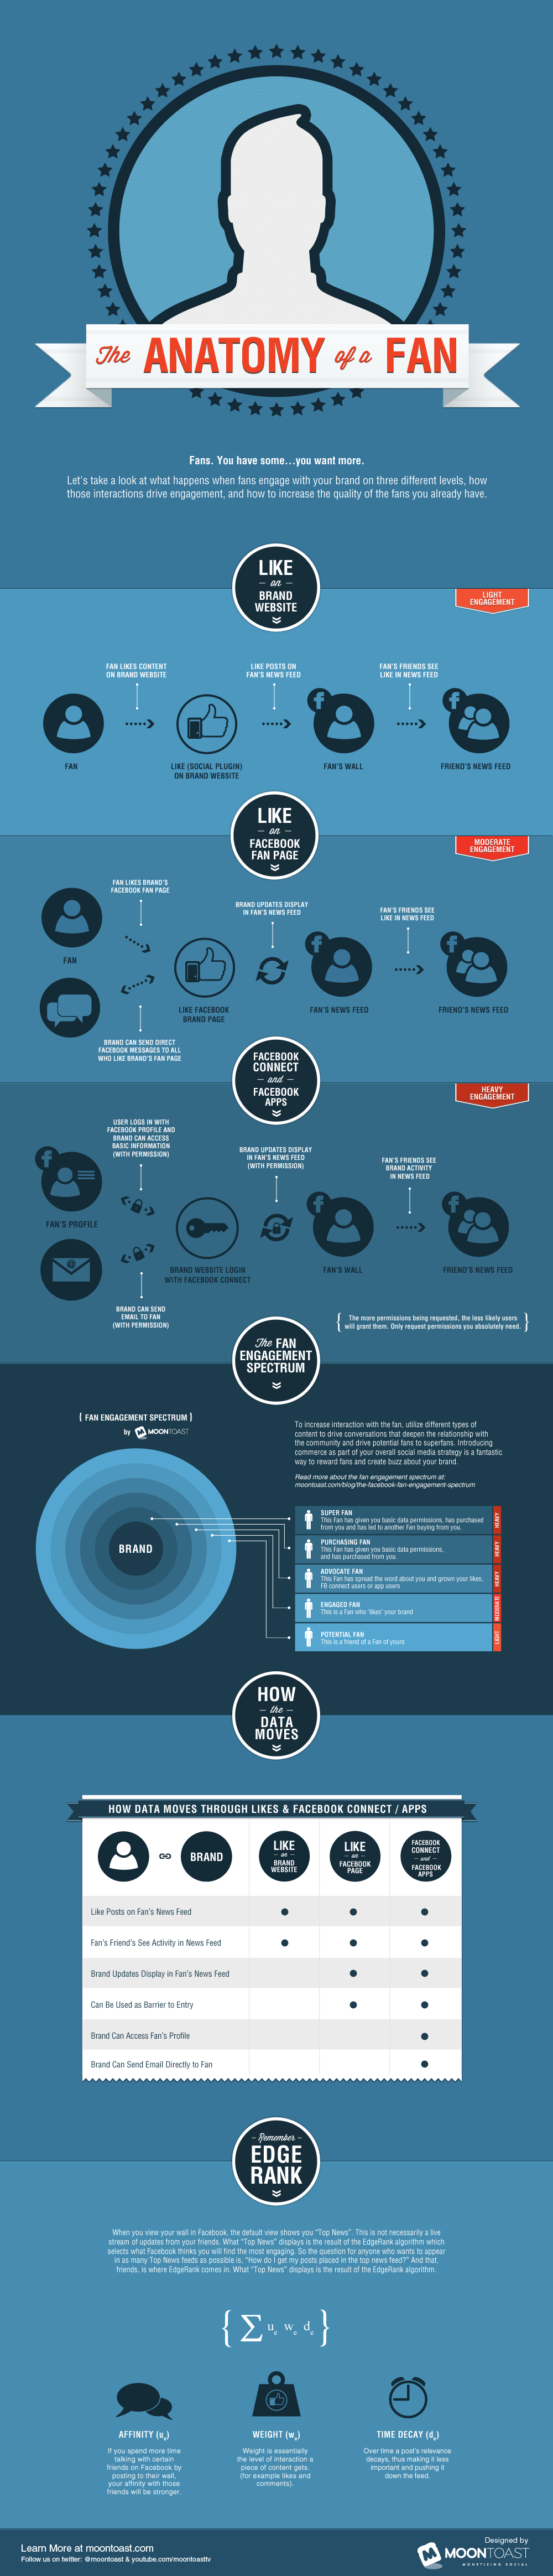 The ANATOMY of a FAN
Fans. You have some...you want more.
Let's take a look at what happens when fans engage with your brand on three different levels, how
those interactions drive engagement, and how to increase the quality of the fans you already have.
LIKE
on
BRAND
WEBSITE
LIGHT
ENGAGEMENT
FAN LIKES CONTENT
ON BRAND WEBSITE
LIKE POSTS ON
FAN'S NEWS FEED
FAN'S FRIENDS SEE
LIKE IN NEWS FEED
FAN
LIKE (SOCIAL PLUGIN)
ON BRAND WEBSITE
FAN'S WALL
FRIEND'S NEWS FEED
LIKE
on
FACEBOOK
FAN PAGE
MODERATE
ENGAGEMENT
FAN LIKES BRAND'S
FACEBOOK FAN PAGE
BRAND UPDATES DISPLAY
IN FAN'S NEWS FEED
FAN'S FRIENDS SEE
LIKE IN NEWS FEED
FAN
LIKE FACEBOOK
BRAND PAGE
FAN'S NEWS FEED
FRIEND'S NEWS FEED
BRAND CAN SEND DIRECT
FACEBOOK MESSAGES TO ALL
WHO LIKE BRAND'S FAN PAGE
FACEBOOK
CONNECT
and
FACEBOOK
APPS
HEAVY
ENGAGEMENT
USER LOGS IN WITH
FACEBOOK PROFILE AND
BRAND CAN ACCESS
BASIC INFORMATION
(WITH PERMISSION)
BRAND UPDATES DISPLAY
IN FAN'S NEWS FEED
(WITH PERMISSION)
FAN'S FRIENDS SEE
BRAND ACTIVITY
IN NEWS FEED
FAN'S PROFILE
BRAND WEBSITE LOGIN
WITH FACEBOOK CONNECT
FAN'S WALL
FRIEND'S NEWS FEED
BRAND CAN SEND
EMAIL TO FAN
(WITH PERMISSION)
{ The more permissions being requested, the less likely users
will grant them. Only request permissions you absolutely need. }
The FAN
ENGAGEMENT
SPECTRUM
{ FAN ENGAGEMENT SPECTRUM }
by MOONTOAST
BRAND
To increase interaction with the fan, utilize different types of
content to drive conversations that deepen the relationship with
the community and drive potential fans to superfans. Introducing
commerce as part of your overall social media strategy is a fantastic
way to reward fans and create buzz about your brand.
Read more about the fan engagement spectrum at:
moontoast.com/blog/the-facebook-fan-engagement-spectrum
SUPER FAN
This Fan has given you basic data permissions, has purchased
from you and has led to another Fan buying from you.
HEAVY
PURCHASING FAN
This Fan has given you basic data permissions,
and has purchased from you.
HEAVY
ADVOCATE FAN
This Fan has spread the word about you and grown your likes,
FB connect users or app users
HEAVY
ENGAGED FAN
This is a Fan who 'likes' your brand
MODERATE
POTENTIAL FAN
This is a friend of a Fan of yours
LIGHT
HOW
the
DATA
MOVES
HOW DATA MOVES THROUGH LIKES & FACEBOOK CONNECT / APPS
BRAND
LIKE
on
BRAND
WEBSITE
LIKE
on
FACEBOOK
PAGE
FACEBOOK
CONNECT
and
FACEBOOK
APPS
Like Posts on Fan's News Feed
Fan's Friend's See Activity in News Feed
Brand Updates Display in Fan's News Feed
Can Be Used as Barrier to Entry
Brand Can Access Fan's Profile
Brand Can Send Email Directly to Fan
Remember
EDGE
RANK
When you view your wall in Facebook, the default view shows you "Top News". This is not necessarily a live
stream of updates from your friends. What "Top News" displays is the result of the EdgeRank algorithm which
selects what Facebook thinks you will find the most engaging. So the question for anyone who wants to appear
in as many Top News feeds as possible is, "How do I get my posts placed in the top news feed?" And that,
friends, is where EdgeRank comes in. What "Top News" displays is the result of the EdgeRank algorithm.
{ ∑ uₑ wₑ dₑ }
AFFINITY (uₑ)
If you spend more time
talking with certain
friends on Facebook by
posting to their wall,
your affinity with those
friends will be stronger.
WEIGHT (wₑ)
Weight is essentially
the level of interaction a
piece of content gets.
(for example likes and
comments).
TIME DECAY (dₑ)
Over time a post's relevance
decays, thus making it less
important and pushing it
down the feed.
Learn More at moontoast.com
Follow us on twitter: @moontoast & youtube.com/moontoasttv
Designed by
MOONTOAST
MONETIZING SOCIAL